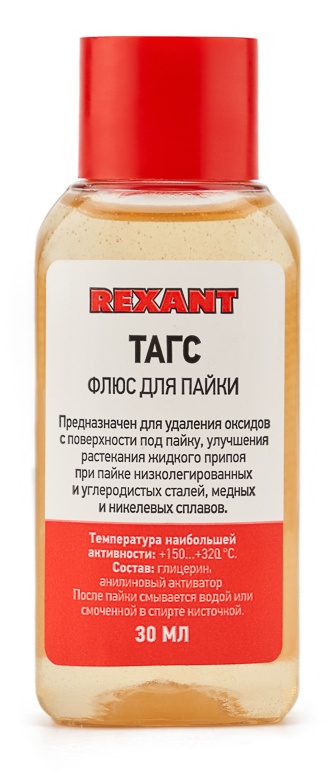 REXANT
ТАГС
ФЛЮС ДЛЯ ПАЙКИ
Предназначен для удаления оксидов
с поверхности под пайку, улучшения
растекания жидкого припоя
при пайке низколегированных
и углеродистых сталей, медных
и никелевых сплавов.
Температура наибольшей
активности: +150...+320 °С.
Состав: глицерин,
анилиновый активатор
После пайки смывается водой или
смоченной в спирте кисточкой.
30 МЛ